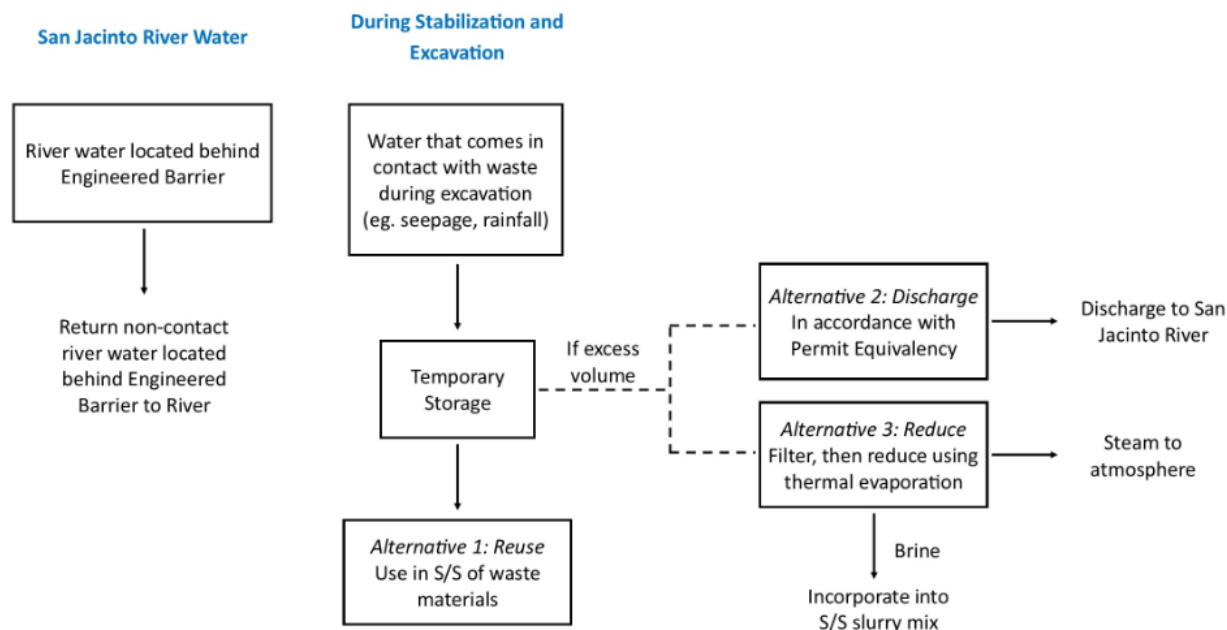 San Jacinto River Water
During Stabilization and
Excavation
River water located behind
Engineered Barrier
Return non-contact
river water located
behind Engineered
Barrier to River
Water that comes in
contact with waste
during excavation
(eg. seepage, rainfall)
Temporary
Storage
If excess
volume
Alternative 1: Reuse
Use in S/S of waste
materials
Alternative 2: Discharge
In accordance with
Permit Equivalency
Discharge to San
Jacinto River
Alternative 3: Reduce
Filter, then reduce using
thermal evaporation
Steam to
atmosphere
Brine
Incorporate into
S/S slurry mix